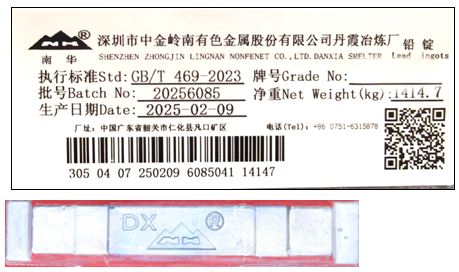 深圳市中金岭南有色金属股份有限公司丹霞冶炼厂 铅 锭
SHENZHEN ZHONGJIN LINGNAN NONFENET CO.,LTD.DANXIA SMELTER Lead ingots
®
南 华
执行标准Std: GB/T 469-2023 牌号Grade No:
批号Batch No: 20256085 净重Net Weight(kg): 1414.7
生产日期Date: 2025-02-09
厂址: 中国广东省韶关市仁化县凡口矿区 电话(Tel): +86 0751-6315878
305 04 07 250209 6085041 14147
DX ®